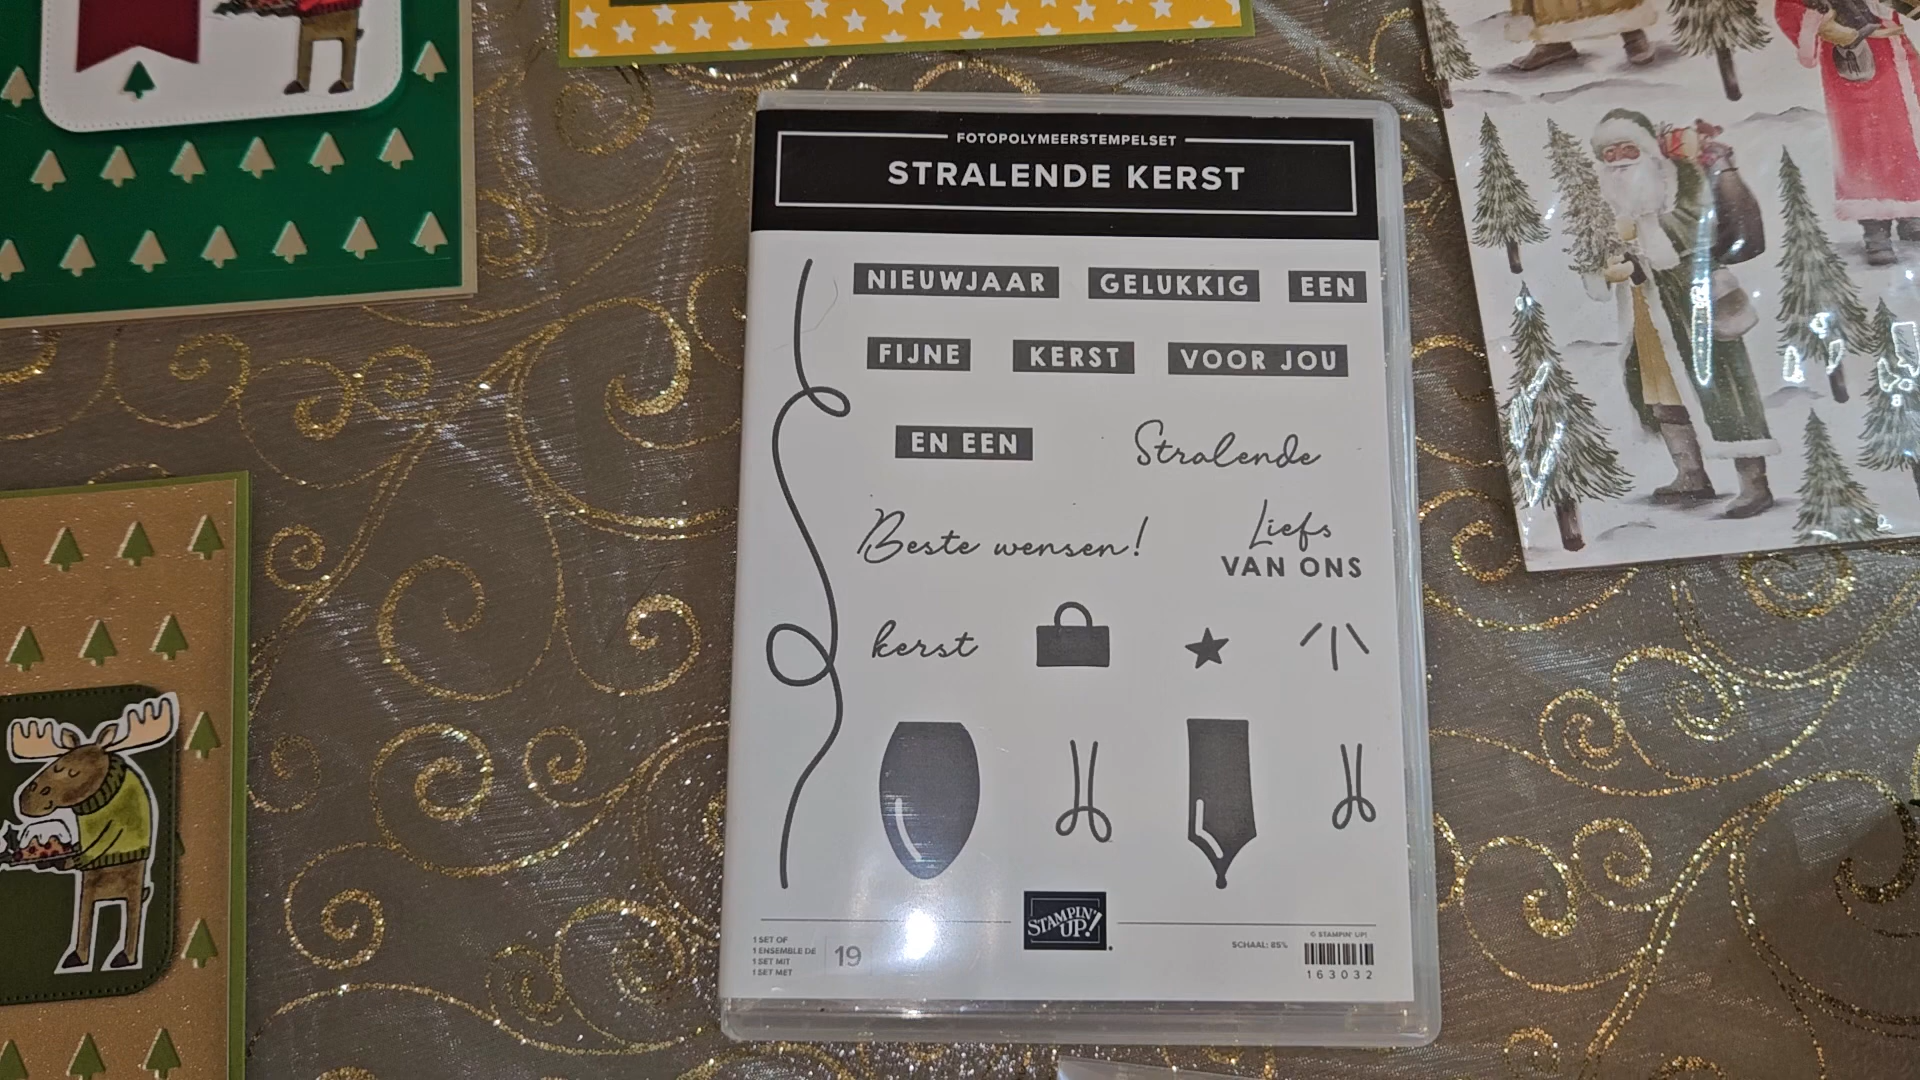 FOTOPOLYMEERSTEMPELSET
STRALENDE KERST
NIEUWJAAR GELUKKIG EEN
FIJNE KERST VOOR JOU
EN EEN Stralende
Beste wensen! Liefs
VAN ONS
kerst
STAMPIN' UP!
1 SET OF
1 ENSEMBLE DE
1 SET MIT
1 SET MET
19
SCHAAL: 85%
© STAMPIN' UP!
163032